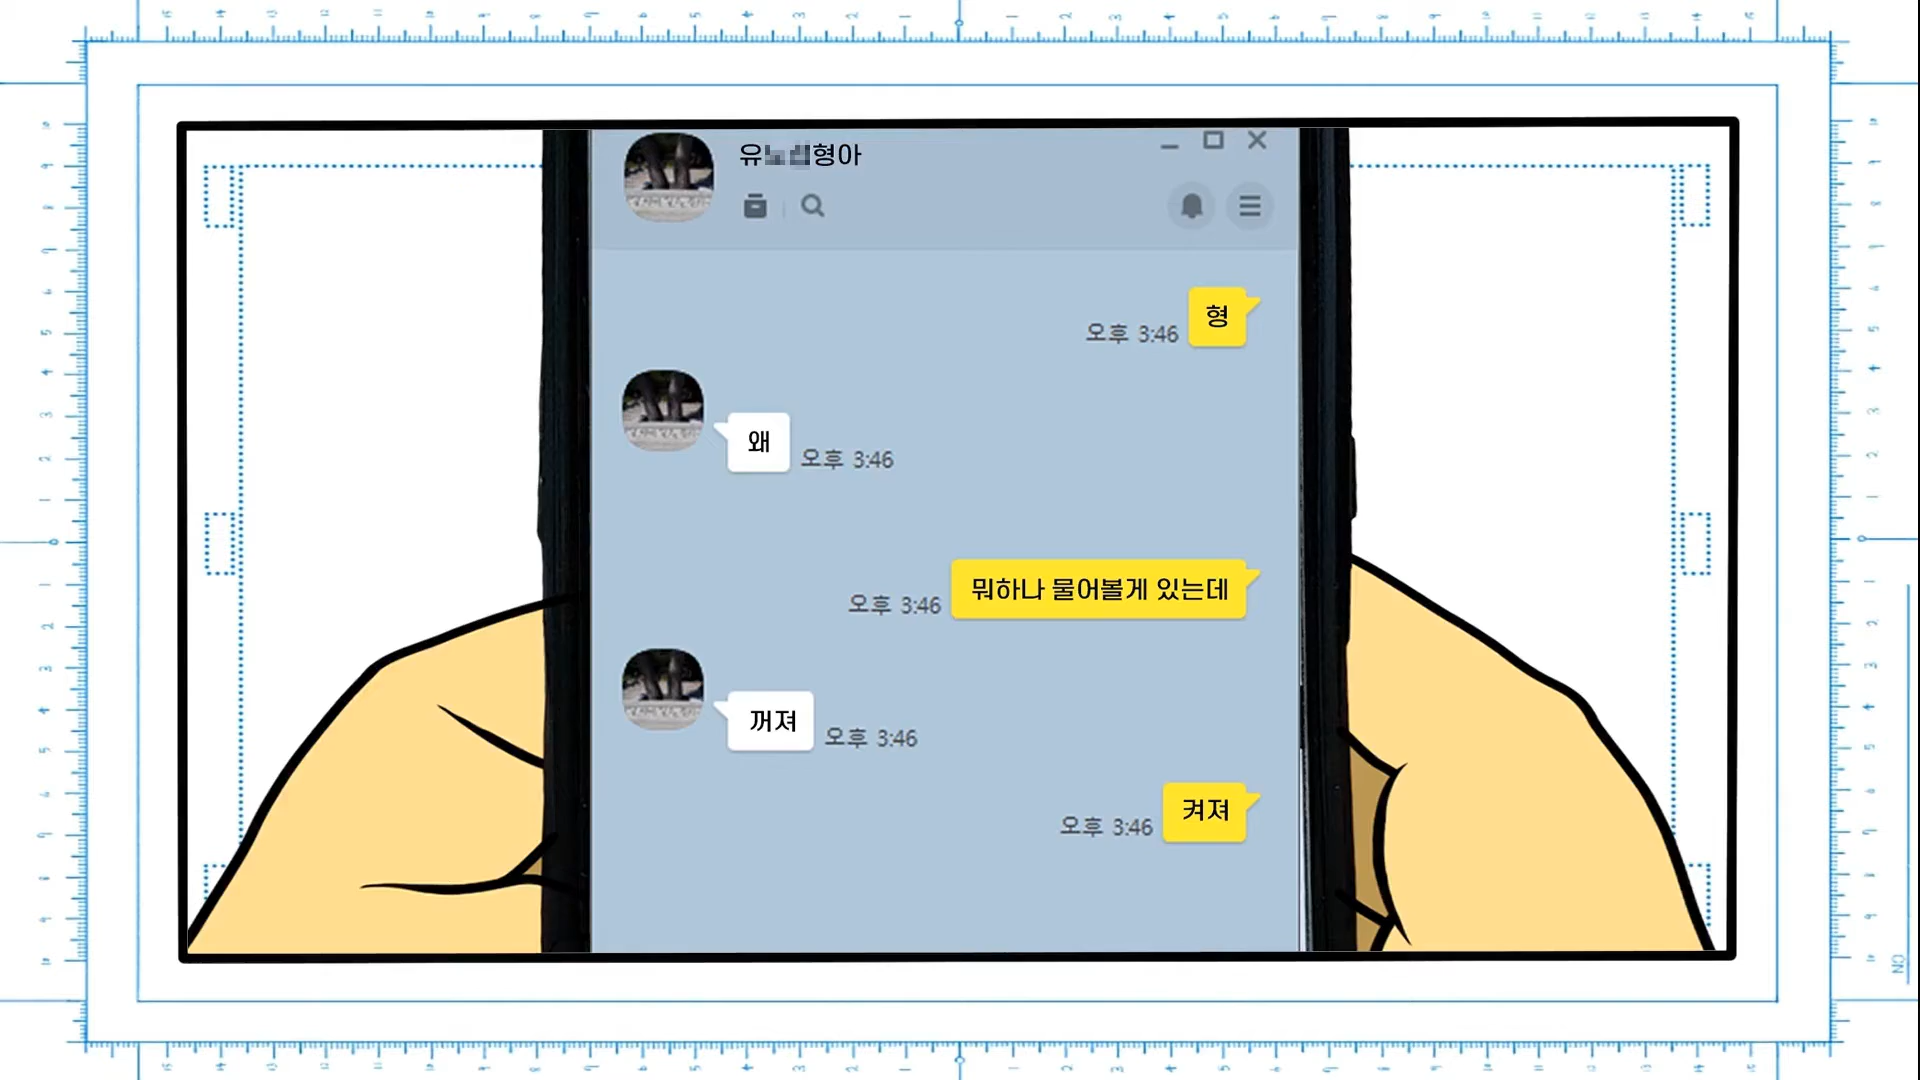 형아
형
오후 3:46
왜
오후 3:46
뭐하나 물어볼게 있는데
오후 3:46
꺼져
오후 3:46
켜져
오후 3:46